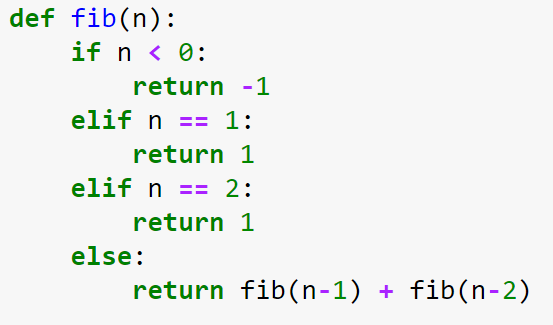 def fib(n):
    if n < 0:
        return -1
    elif n == 1:
        return 1
    elif n == 2:
        return 1
    else:
        return fib(n-1) + fib(n-2)